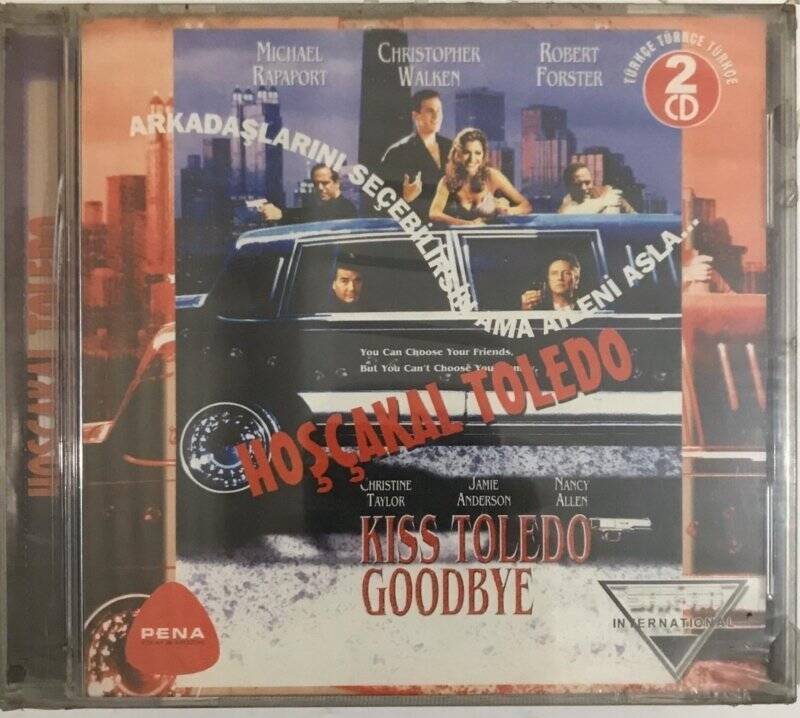 MICHAEL RAPAPORT
CHRISTOPHER WALKEN
ROBERT FORSTER
TÜRKÇE TÜRKÇE TÜRKÇE
2
CD
ARKADAŞLARINI SEÇEBİLİRSİN AMA AİLENİ ASLA...
You Can Choose Your Friends,
But You Can't Choose
HOŞÇAKAL TOLEDO
HOŞÇAKAL TOLEDO
CHRISTINE TAYLOR
JAMIE ANDERSON
NANCY ALLEN
KISS TOLEDO
GOODBYE
PENA
INTERNATIONAL